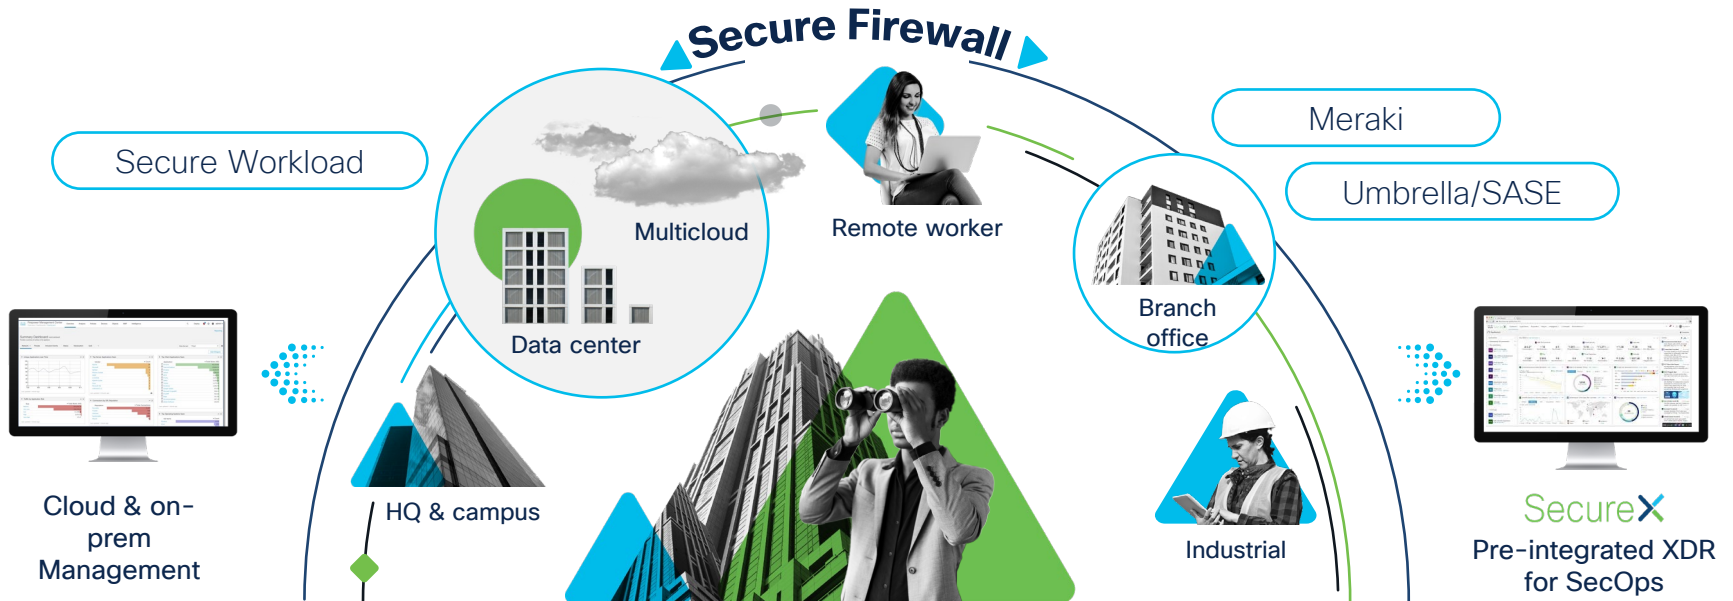 Secure Firewall
Secure Workload
Meraki
Umbrella/SASE
Multicloud
Remote worker
Data center
Branch
office
HQ & campus
Industrial
Cloud & on-
prem
Management
SecureX
Pre-integrated XDR
for SecOps